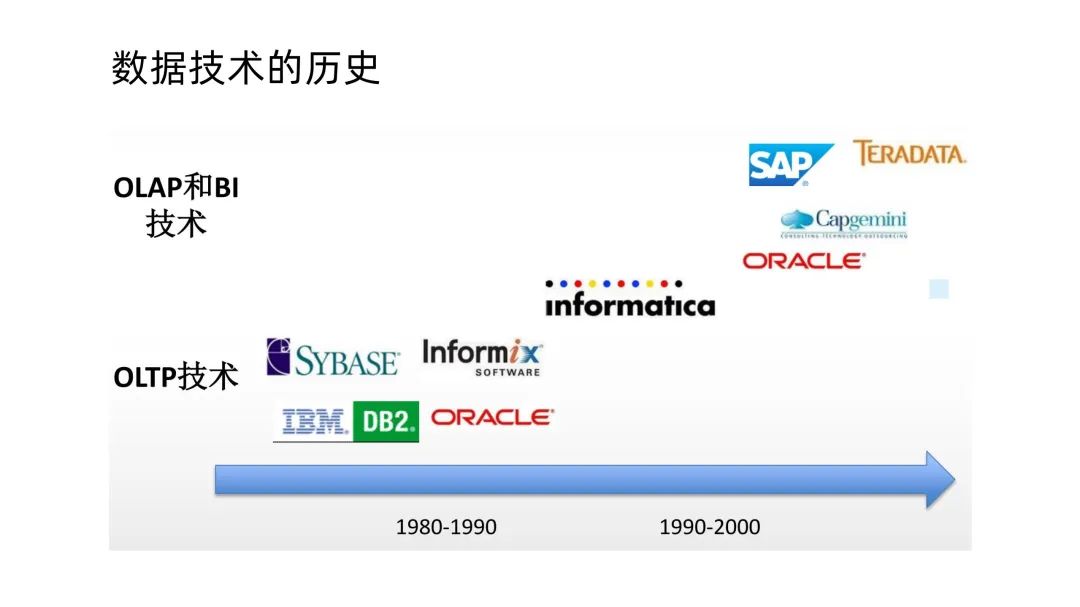 数据技术的历史
SAP®
TERADATA.
OLAP和BI
技术
Capgemini
CONSULTING.TECHNOLOGY.OUTSOURCING
ORACLE®
informatica
SYBASE®
Informix
SOFTWARE
OLTP技术
IBM®
DB2.
ORACLE®
1980-1990
1990-2000